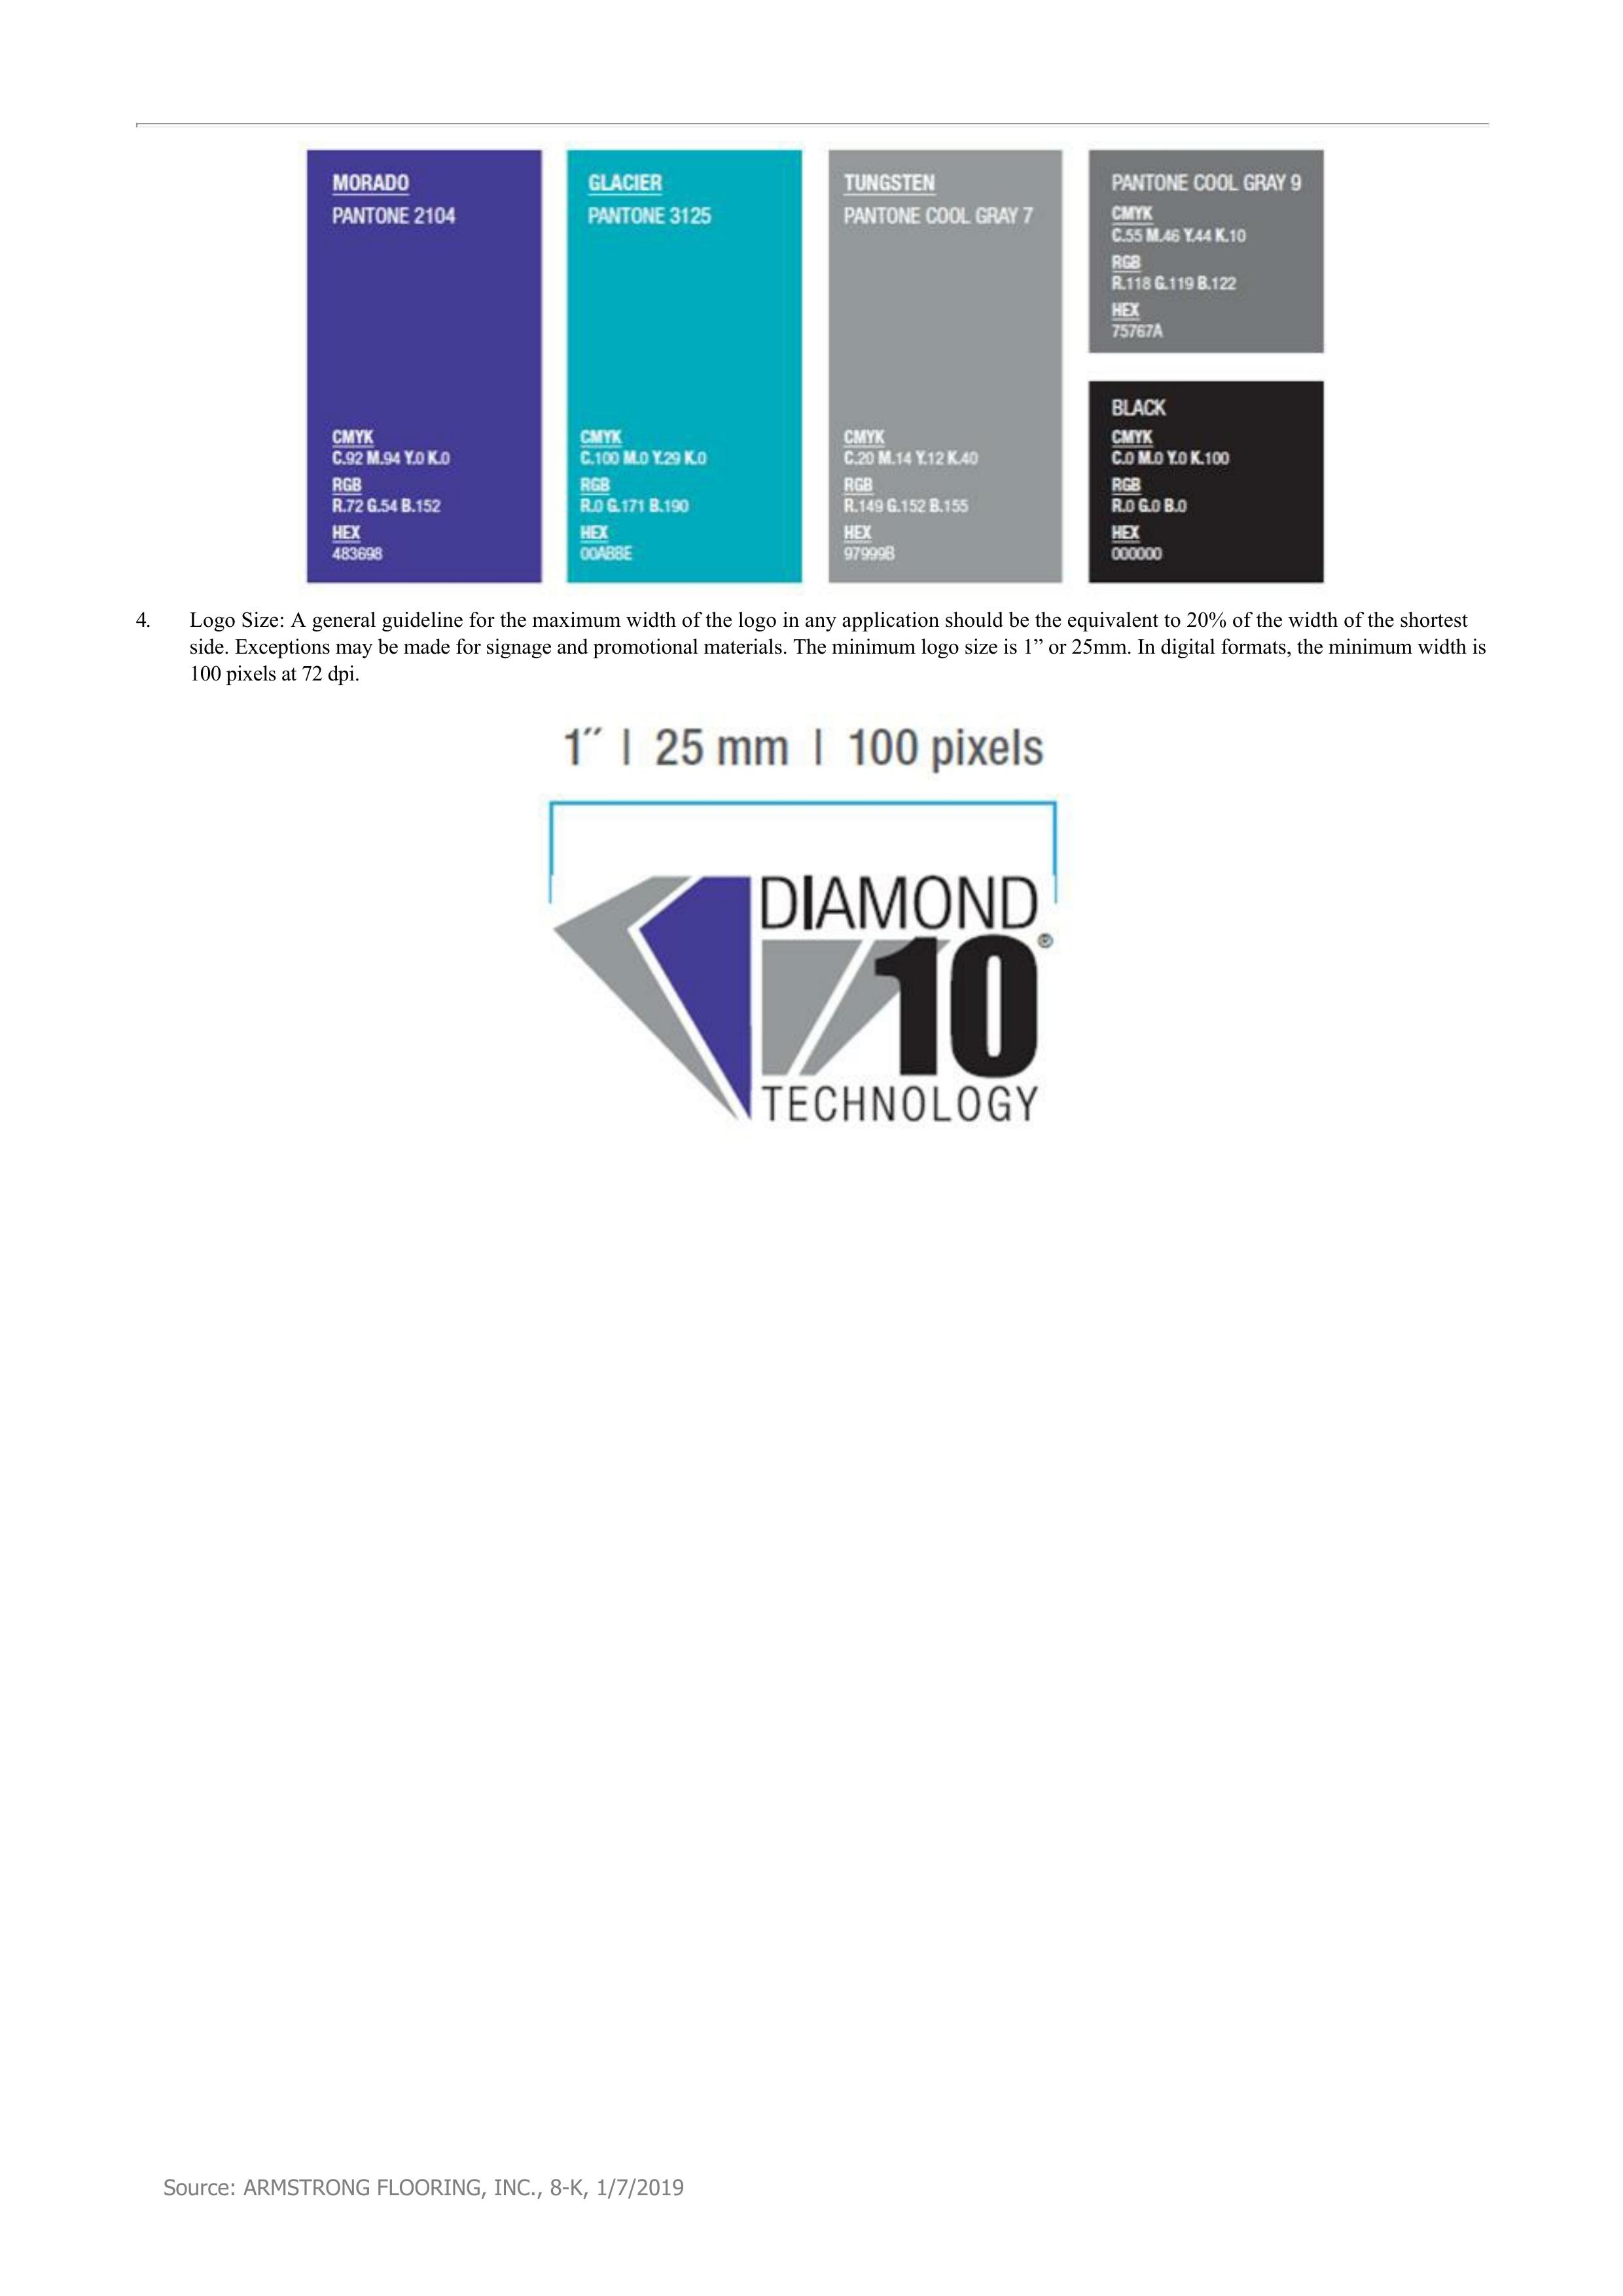 MORADO
PANTONE 2104
CMYK
C.92 M.94 Y.0 K.0
RGB
R.72 G.54 B.152
HEX
483698
GLACIER
PANTONE 3125
CMYK
C.100 M.0 Y.29 K.0
RGB
R.0 G.171 B.190
HEX
00ABBE
TUNGSTEN
PANTONE COOL GRAY 7
CMYK
C.20 M.14 Y.12 K.40
RGB
R.149 G.152 B.155
HEX
97999B
PANTONE COOL GRAY 9
CMYK
C.55 M.46 Y.44 K.10
RGB
R.118 G.119 B.122
HEX
75767A
BLACK
CMYK
C.0 M.0 Y.0 K.100
RGB
R.0 G.0 B.0
HEX
000000
4. Logo Size: A general guideline for the maximum width of the logo in any application should be the equivalent to 20% of the width of the shortest
side. Exceptions may be made for signage and promotional materials. The minimum logo size is 1” or 25mm. In digital formats, the minimum width is
100 pixels at 72 dpi.
1″ | 25 mm | 100 pixels
DIAMOND
10®
TECHNOLOGY
Source: ARMSTRONG FLOORING, INC., 8-K, 1/7/2019